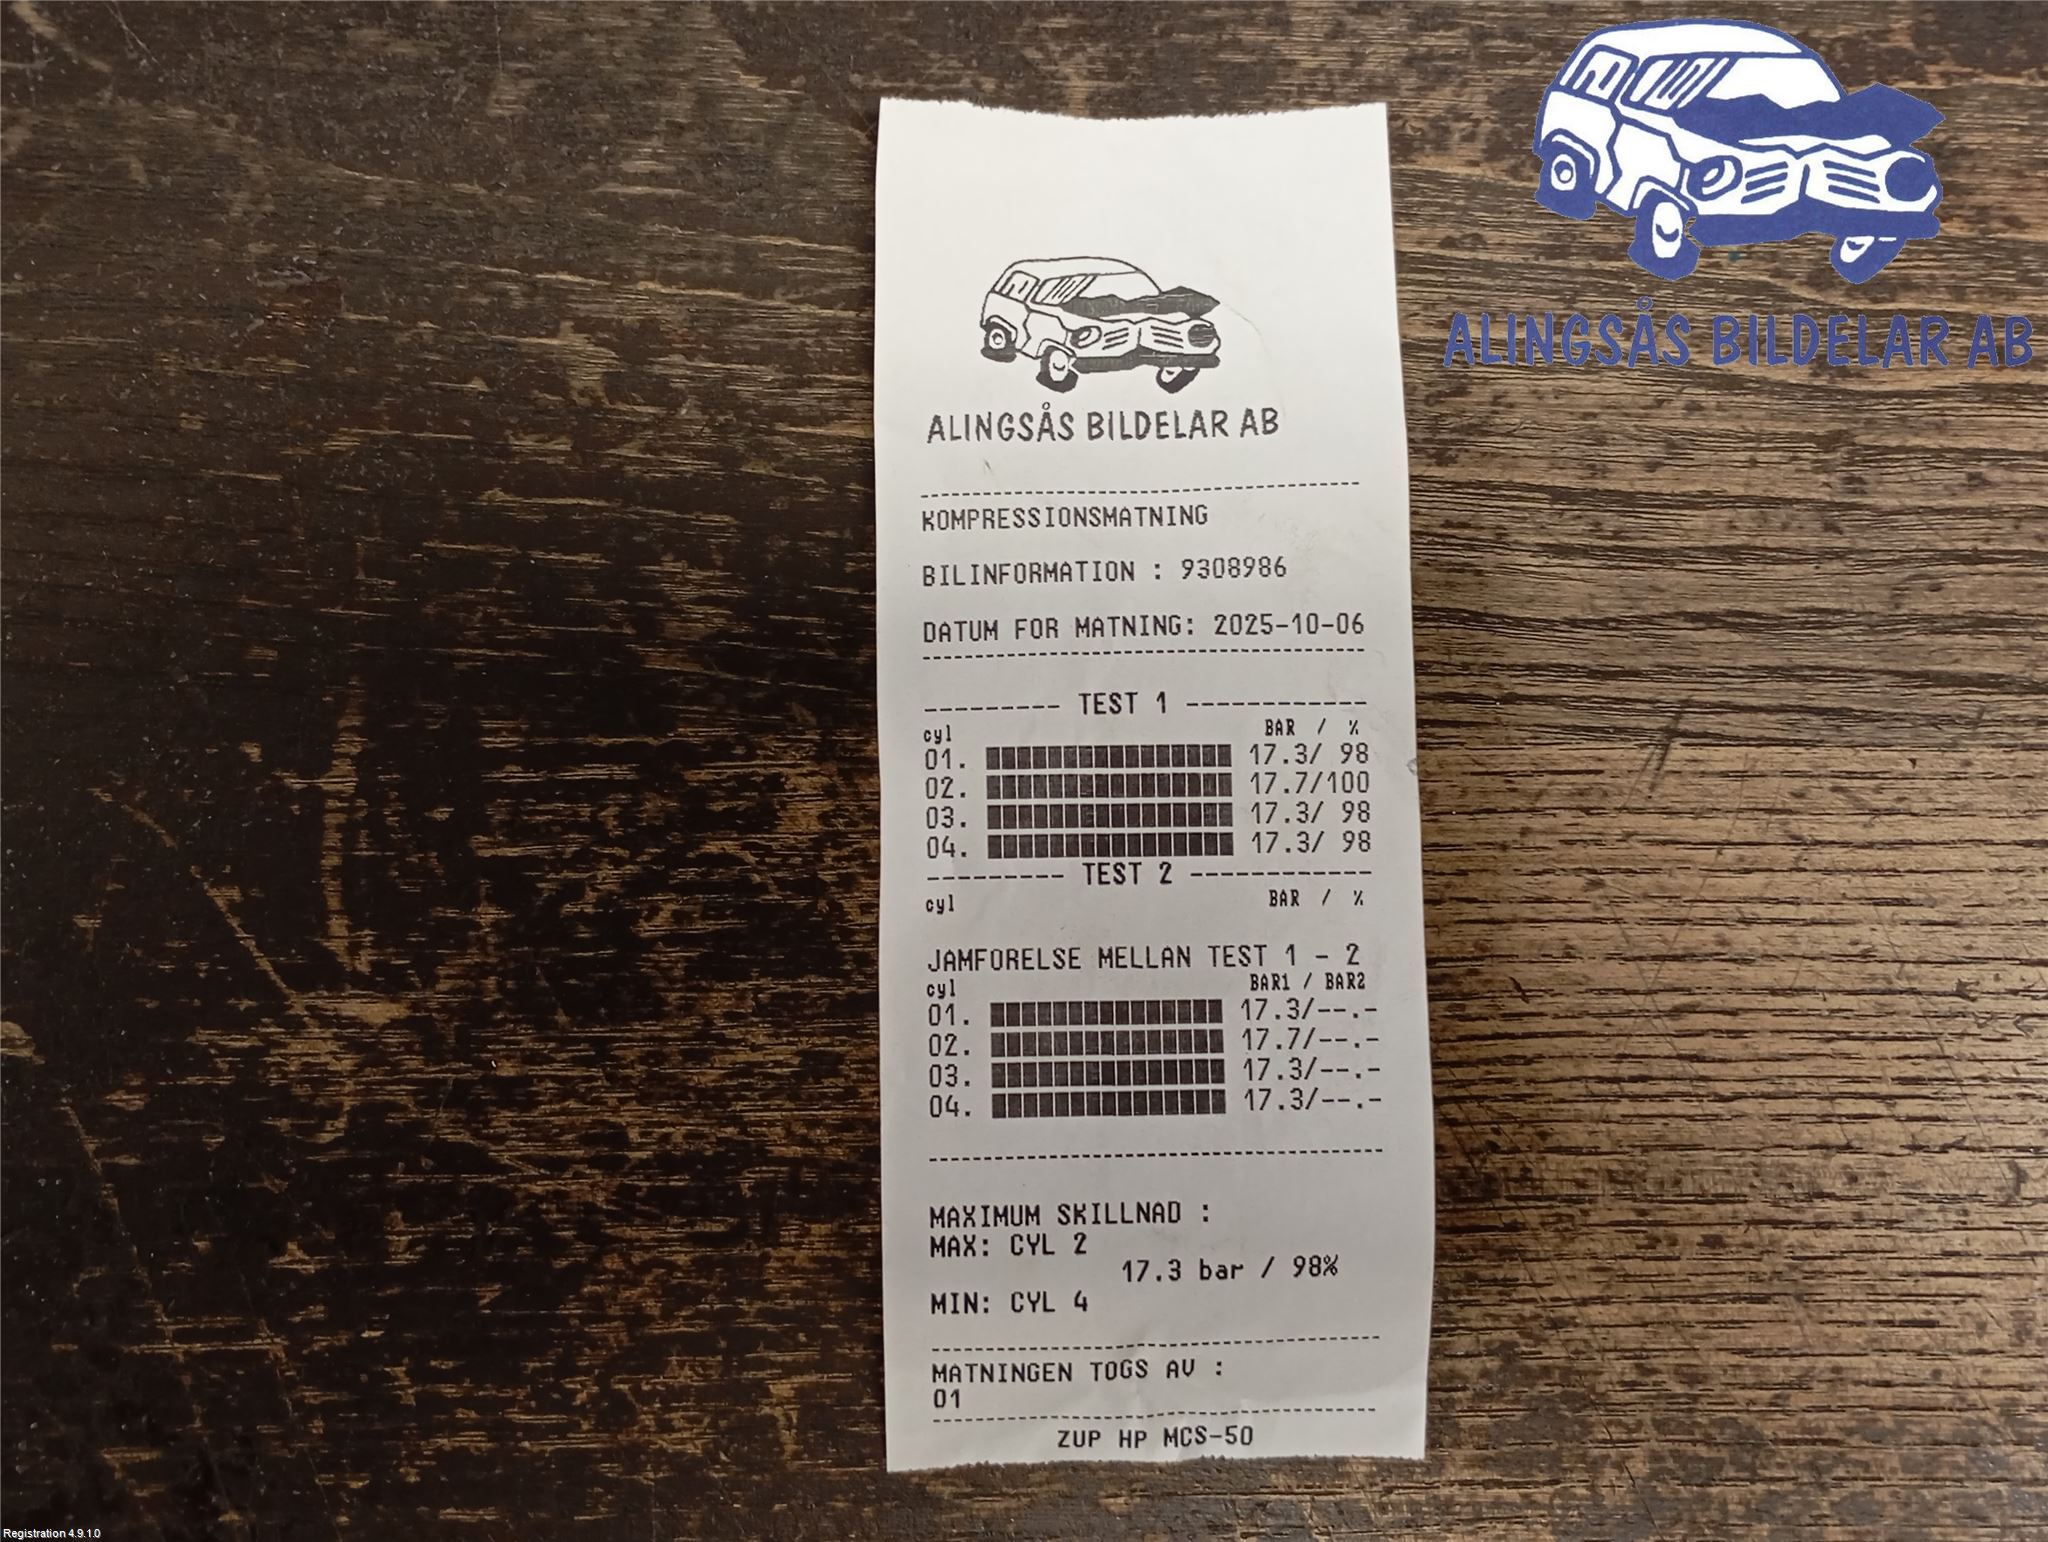 ALINGSÅS BILDELAR AB
ALINGSÅS BILDELAR AB
KOMPRESSIONSMATNING
BILINFORMATION : 9308986
DATUM FOR MATNING: 2025-10-06
--------- TEST 1 ------------
cyl BAR / %
01. 17.3/ 98
02. 17.7/100
03. 17.3/ 98
04. 17.3/ 98
--------- TEST 2 ------------
cyl BAR / %
JAMFORELSE MELLAN TEST 1 - 2
cyl BAR1 / BAR2
01. 17.3/--.-
02. 17.7/--.-
03. 17.3/--.-
04. 17.3/--.-
MAXIMUM SKILLNAD :
MAX: CYL 2
17.3 bar / 98%
MIN: CYL 4
MATNINGEN TOGS AV :
01
ZUP HP MCS-50
Registration 4.9.1.0